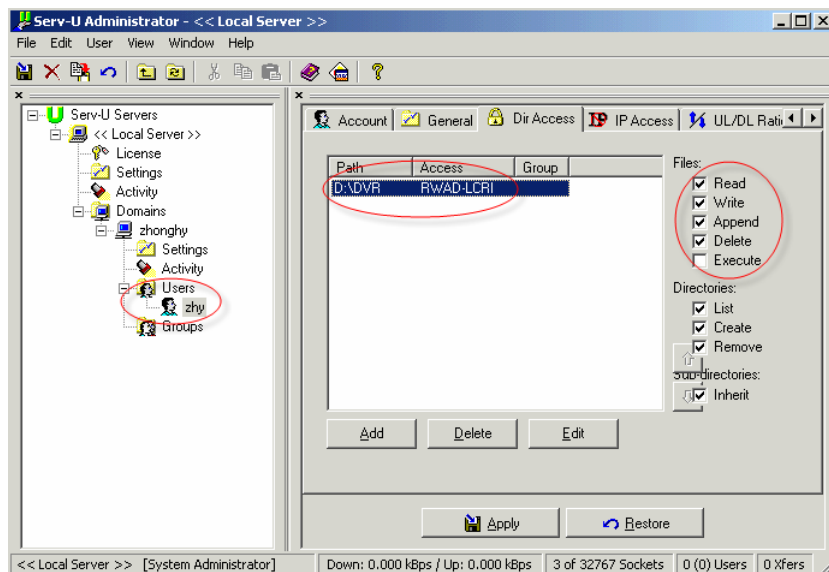 Serv-U Administrator - << Local Server >>
File Edit User View Window Help
Serv-U Servers
<< Local Server >>
License
Settings
Activity
Domains
zhonghy
Settings
Activity
Users
zhy
Groups
Account General Dir Access IP Access UL/DL Rati
Path Access Group
D:\DVR RWAD-LCRI
Files:
Read
Write
Append
Delete
Execute
Directories:
List
Create
Remove
Sub-directories:
Inherit
Add Delete Edit
Apply Restore
<< Local Server >> [System Administrator] Down: 0.000 kBps / Up: 0.000 kBps 3 of 32767 Sockets 0 (0) Users 0 Xfers